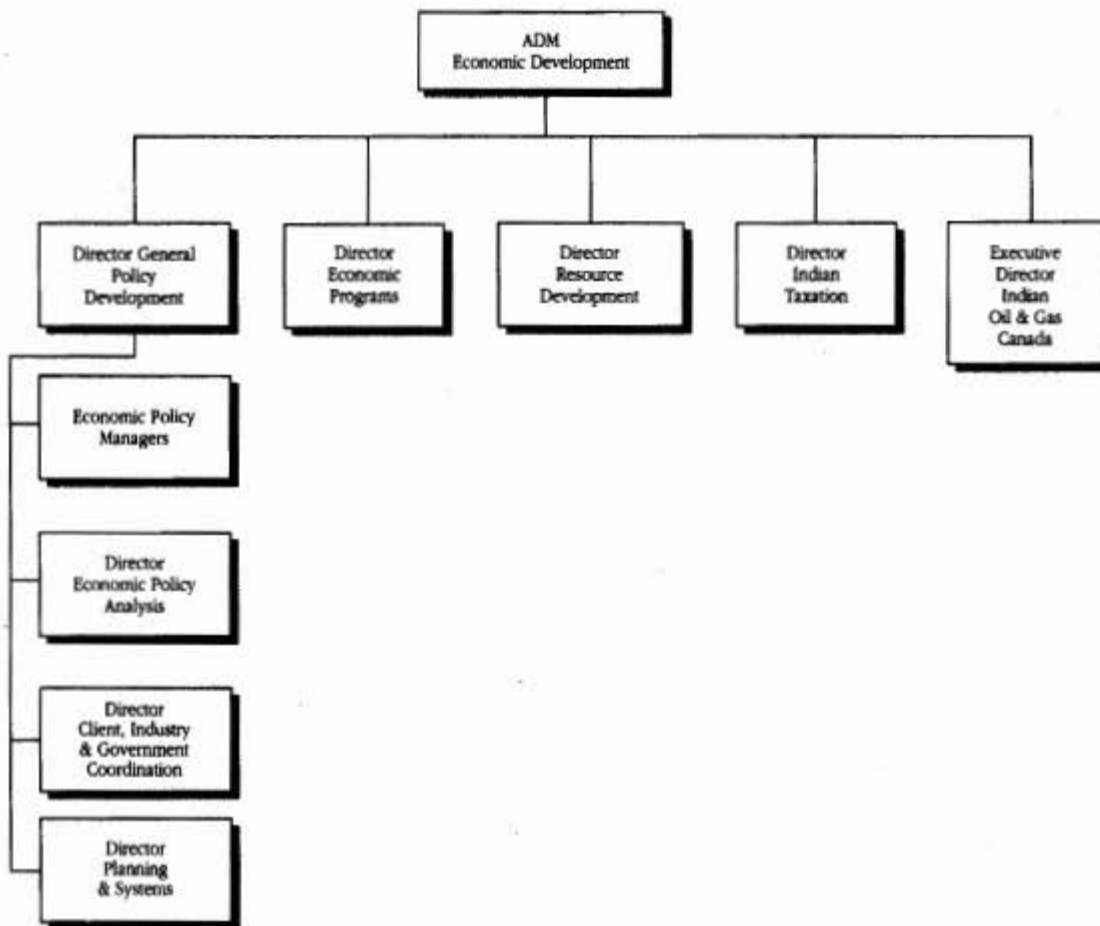 ADM
Economic Development
Director General
Policy
Development
Director
Economic
Programs
Director
Resource
Development
Director
Indian
Taxation
Executive
Director
Indian
Oil & Gas
Canada
Economic Policy
Managers
Director
Economic Policy
Analysis
Director
Client, Industry
& Government
Coordination
Director
Planning
& Systems